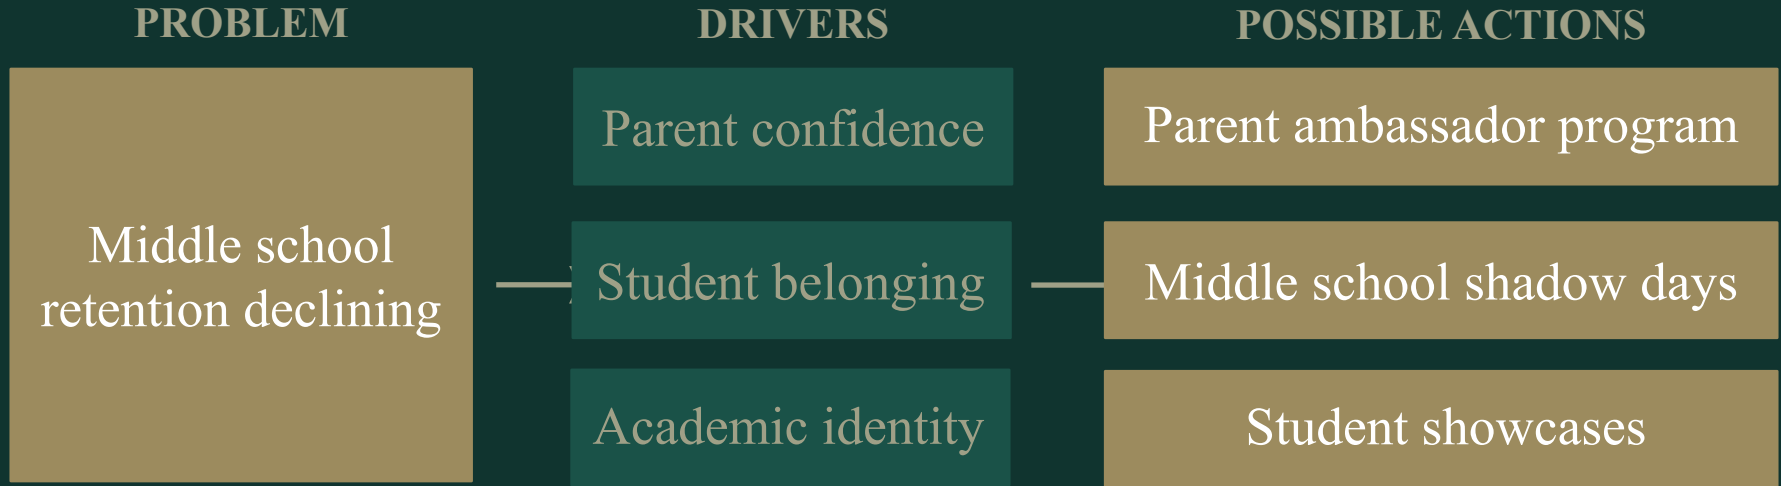 PROBLEM
DRIVERS
POSSIBLE ACTIONS
Middle school
retention declining
Parent confidence
Student belonging
Academic identity
Parent ambassador program
Middle school shadow days
Student showcases